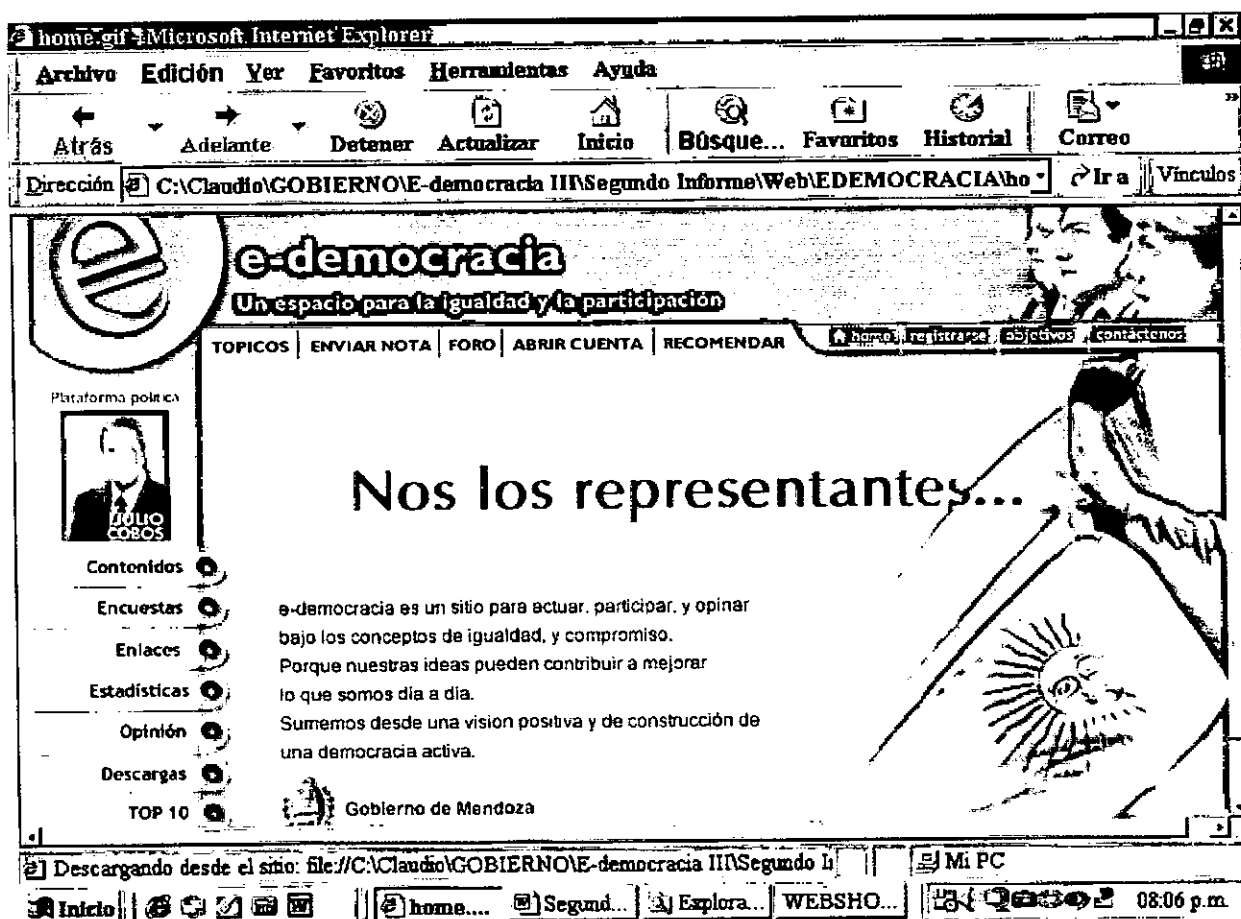 home.gif - Microsoft Internet Explorer
Archivo Edición Ver Favoritos Herramientas Ayuda
Atrás Adelante Detener Actualizar Inicio Búsque... Favoritos Historial Correo
Dirección C:\Claudio\GOBIERNO\E-democracia III\Segundo Informe\Web\EDEMOCRACIA\ho Ir a Vínculos
e
e-democracia
Un espacio para la igualdad y la participación
TOPICOS | ENVIAR NOTA | FORO | ABRIR CUENTA | RECOMENDAR
home registrarse objetivos contáctenos
Plataforma política
JULIO
COBOS
Nos los representantes...
Contenidos
Encuestas
Enlaces
Estadísticas
Opinión
Descargas
TOP 10
e-democracia es un sitio para actuar, participar, y opinar
bajo los conceptos de igualdad, y compromiso.
Porque nuestras ideas pueden contribuir a mejorar
lo que somos dia a dia.
Sumemos desde una vision positiva y de construcción de
una democracia activa.
Gobierno de Mendoza
Descargando desde el sitio: file://C:\Claudio\GOBIERNO\E-democracia III\Segundo I
Mi PC
Inicio home.... Segund... Explora... WEBSHO... 08:06 p.m.